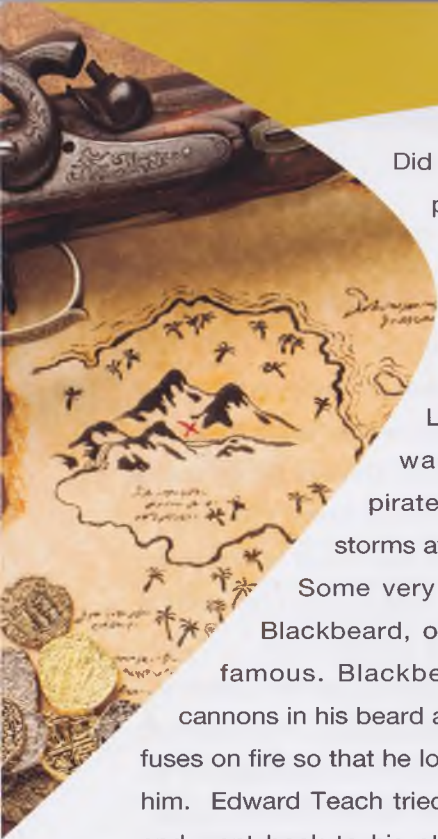 Did
p
L
wa
pirate
storms a
Some very
Blackbeard, o
famous. Blackbe
cannons in his beard a
fuses on fire so that he lo
him. Edward Teach tried